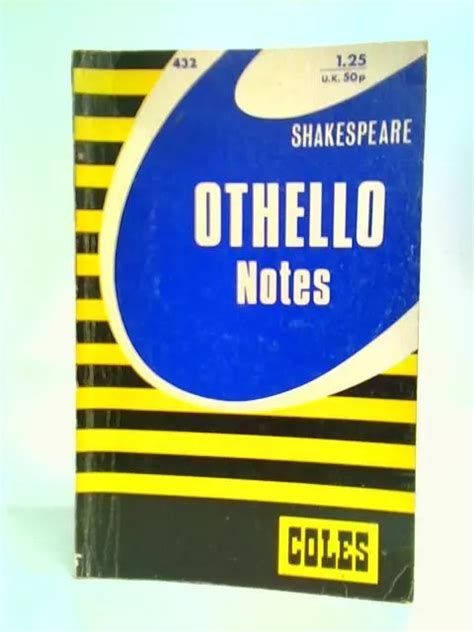 432
1.25
U.K. 50p
SHAKESPEARE
OTHELLO
Notes
COLES